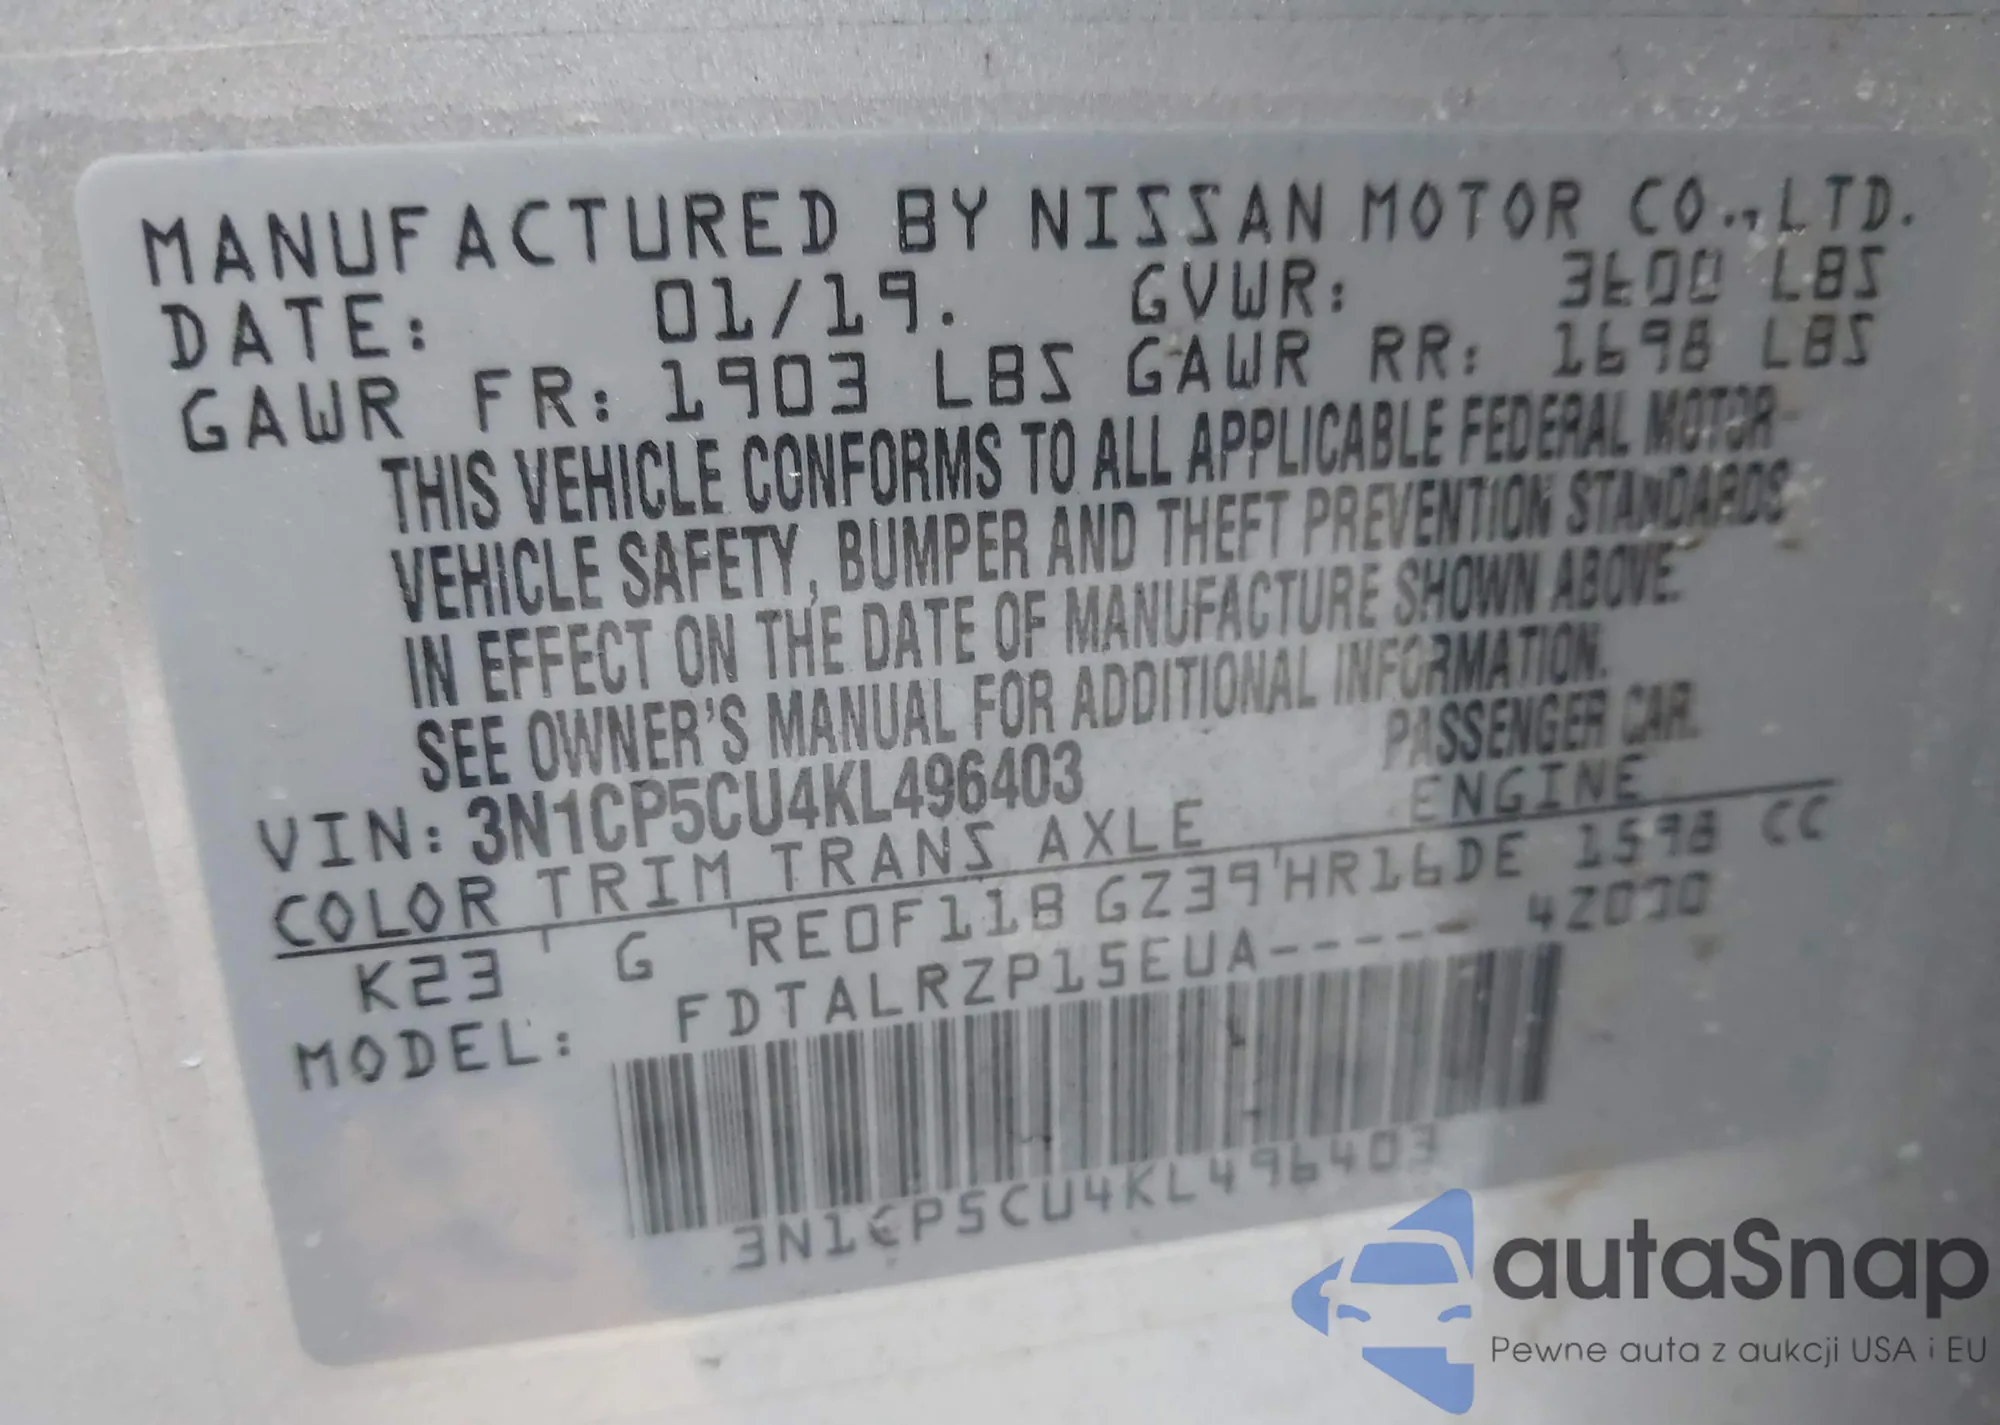 MANUFACTURED BY NISSAN MOTOR CO.,LTD.
DATE: 01/19. GVWR: 3600 LBS
GAWR FR: 1903 LBS GAWR RR: 1698 LBS
THIS VEHICLE CONFORMS TO ALL APPLICABLE FEDERAL MOTOR
VEHICLE SAFETY, BUMPER AND THEFT PREVENTION STANDARDS
IN EFFECT ON THE DATE OF MANUFACTURE SHOWN ABOVE.
SEE OWNER'S MANUAL FOR ADDITIONAL INFORMATION.
VIN: 3N1CP5CU4KL496403 PASSENGER CAR.
COLOR TRIM TRANS AXLE ENGINE
K23 G RE0F11B GZ39 HR16DE 1598 CC
MODEL: FDTALRZP15EUA-----
3N1CP5CU4KL496403
autaSnap
Pewne auta z aukcji USA i EU